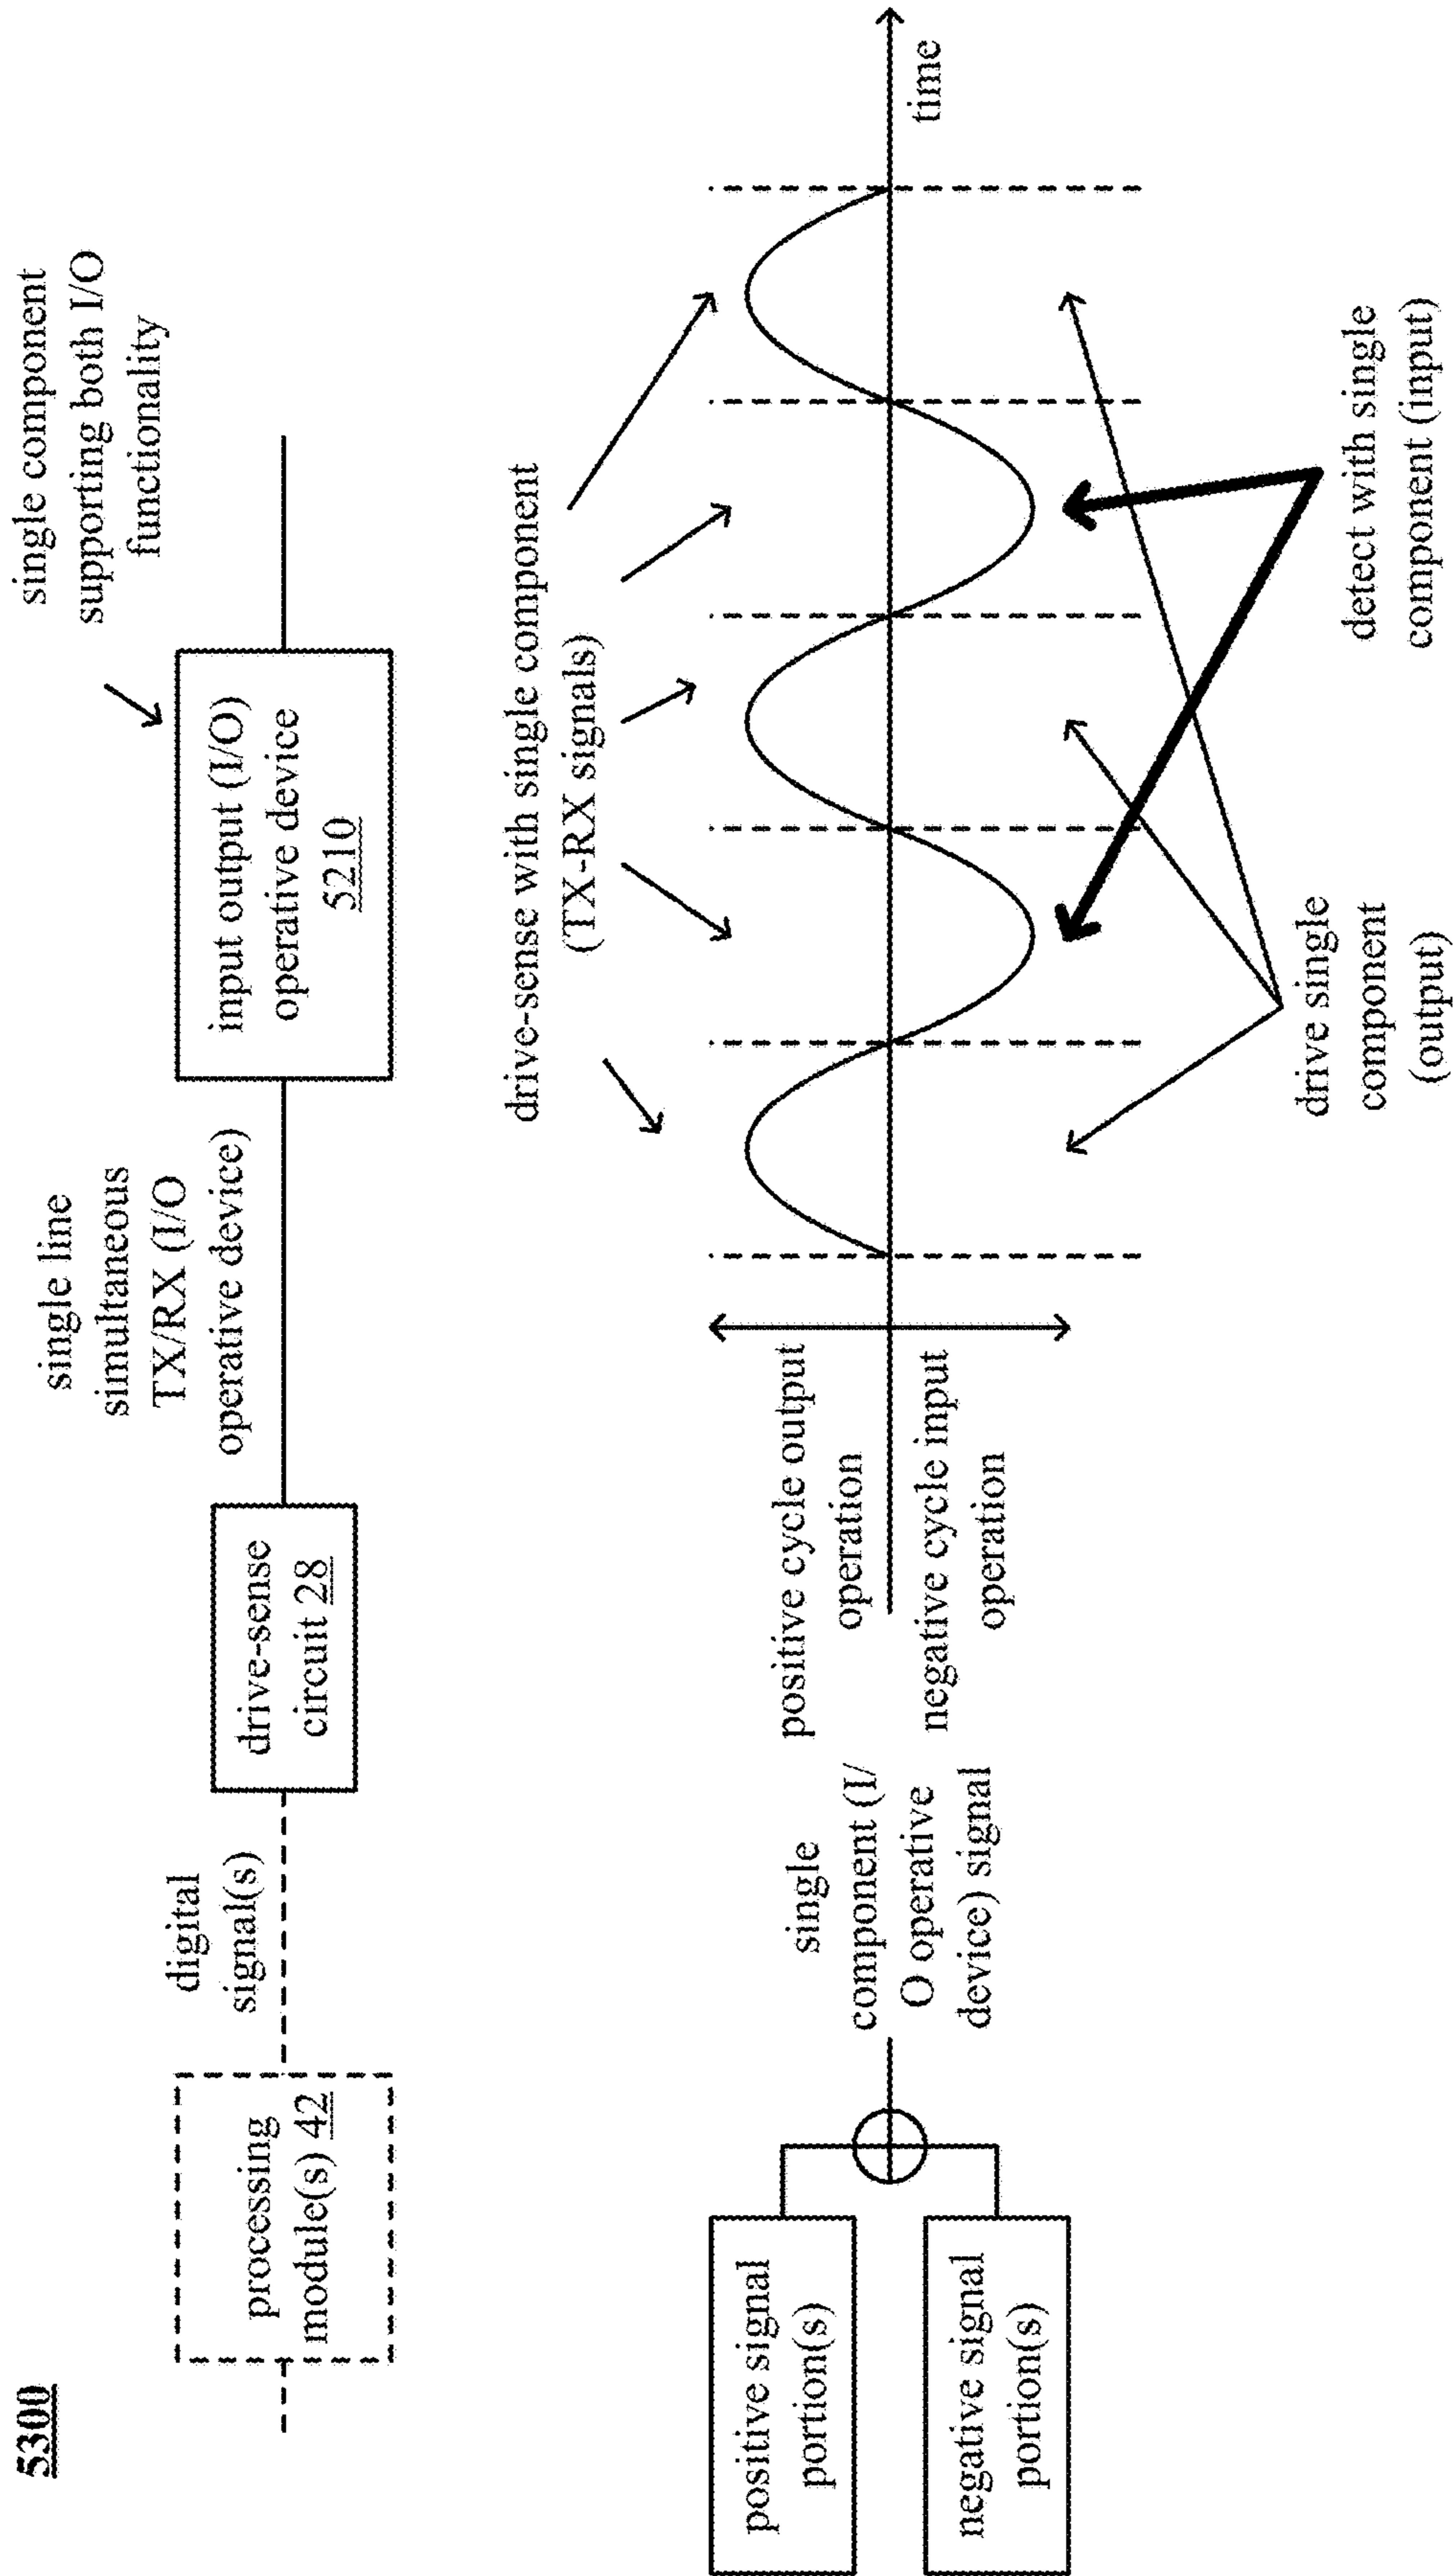 5300
processing
module(s) 42
digital
signal(s)
drive-sense
circuit 28
single line
simultaneous
TX/RX (I/O
operative device)
input output (I/O)
operative device
5210
single component
supporting both I/O
functionality
positive signal
portion(s)
negative signal
portion(s)
single
component (I/
O operative
device) signal
positive cycle output
operation
negative cycle input
operation
drive-sense with single component
(TX-RX signals)
time
drive single
component
(output)
detect with single
component (input)